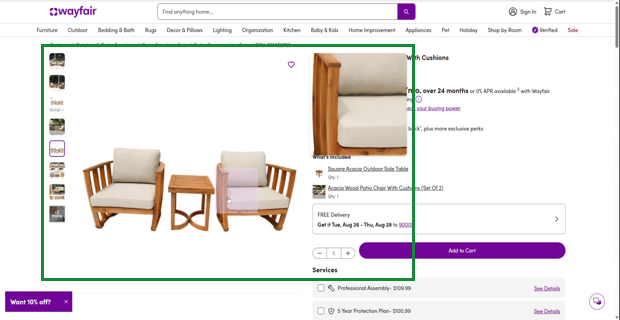 wayfair
Find anything home...
Sign In
Cart
Furniture
Outdoor
Bedding & Bath
Rugs
Decor & Pillows
Lighting
Organization
Kitchen
Baby & Kids
Home Improvement
Appliances
Pet
Holiday
Shop by Room
Verified
Sale
With Cushions
over 24 months or 0% APR available ² with Wayfair
your buying power
back¹, plus more exclusive perks
What's Included
Square Acacia Outdoor Side Table
Qty: 1
Acacia Wood Patio Chair With Cushions (Set Of 2)
Qty: 1
FREE Delivery
Get it Tue, Aug 26 - Thu, Aug 28 to
− 1 +
Add to Cart
Services
Professional Assembly- $109.99
See Details
5 Year Protection Plan- $100.99
See Details
Want 10% off?
×